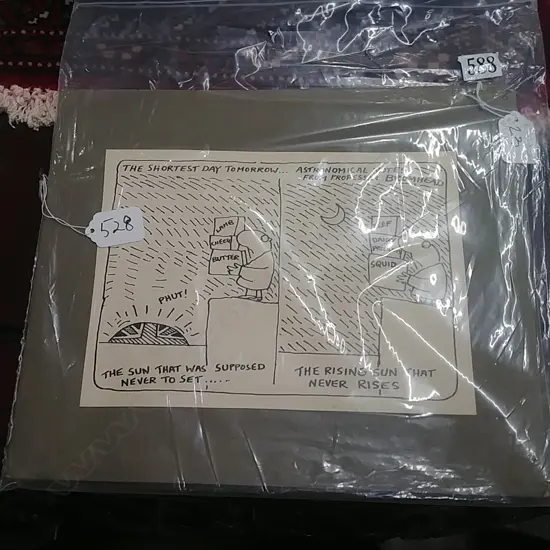 588
528
THE SHORTEST DAY TOMORROW... ASTRONOMICAL
FROM
LAMB
CHEESE
BUTTER
PHUT!
THE SUN THAT WAS SUPPOSED
NEVER TO SET.....
SQUID
THE RISING SUN THAT
NEVER RISES